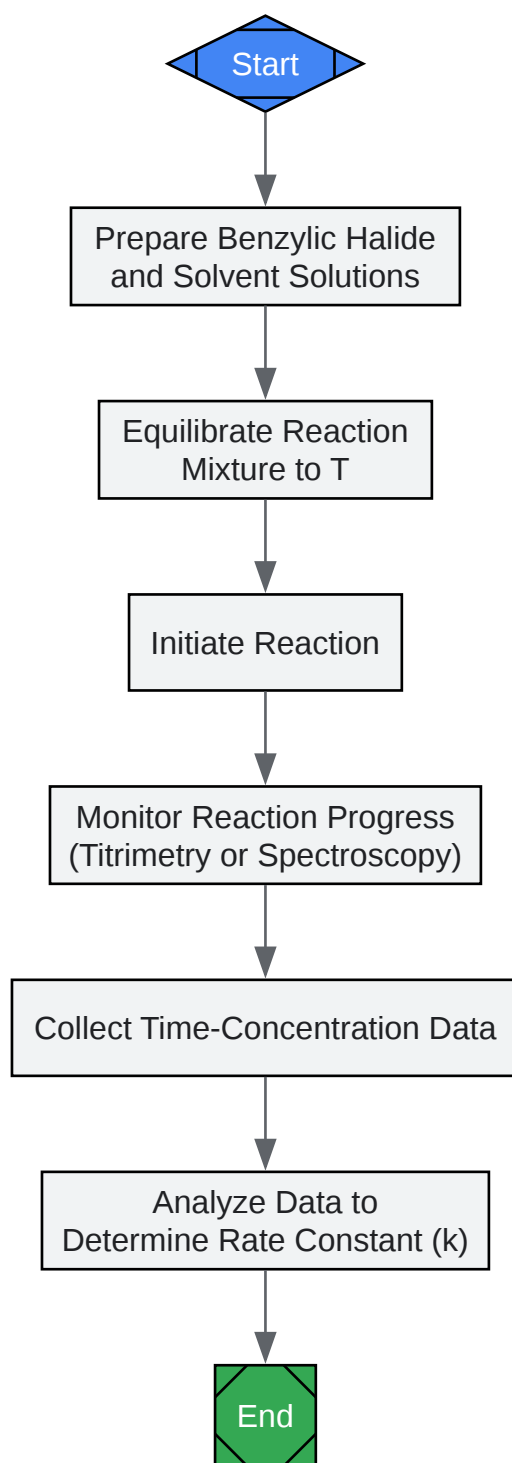 Start
Prepare Benzylic Halide
and Solvent Solutions
Equilibrate Reaction
Mixture to T
Initiate Reaction
Monitor Reaction Progress
(Titrimetry or Spectroscopy)
Collect Time-Concentration Data
Analyze Data to
Determine Rate Constant (k)
End